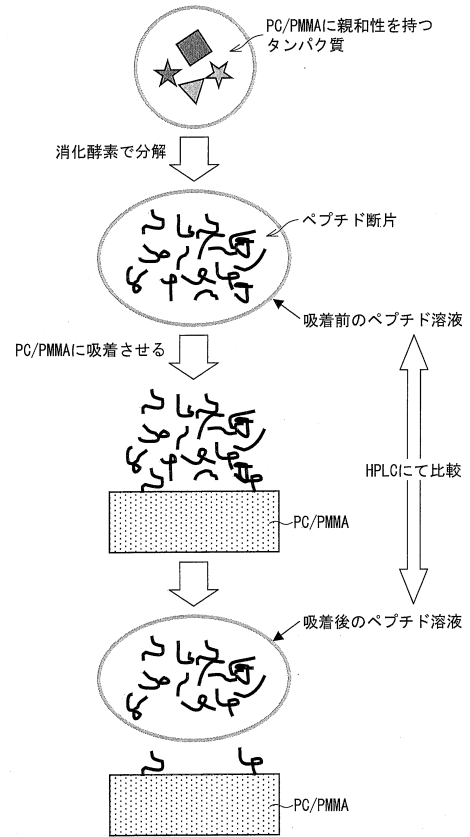 PC/PMMAに親和性を持つ
タンパク質
消化酵素で分解
ペプチド断片
吸着前のペプチド溶液
PC/PMMAに吸着させる
HPLCにて比較
PC/PMMA
吸着後のペプチド溶液
PC/PMMA